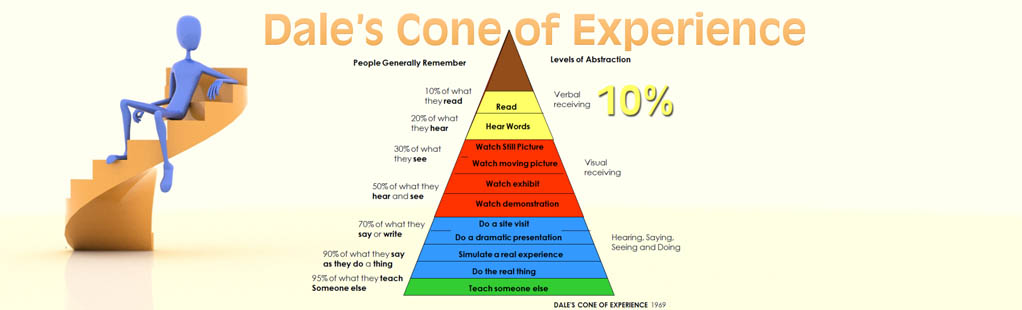 Dale's Cone of Experience
People Generally Remember
Levels of Abstraction
10% of what
they read
20% of what
they hear
30% of what
they see
50% of what they
hear and see
70% of what they
say or write
90% of what they say
as they do a thing
95% of what they teach
Someone else
Read
Hear Words
Watch Still Picture
Watch moving picture
Watch exhibit
Watch demonstration
Do a site visit
Do a dramatic presentation
Simulate a real experience
Do the real thing
Teach someone else
Verbal
receiving
10%
Visual
receiving
Hearing, Saying,
Seeing and Doing
DALE'S CONE OF EXPERIENCE 1969